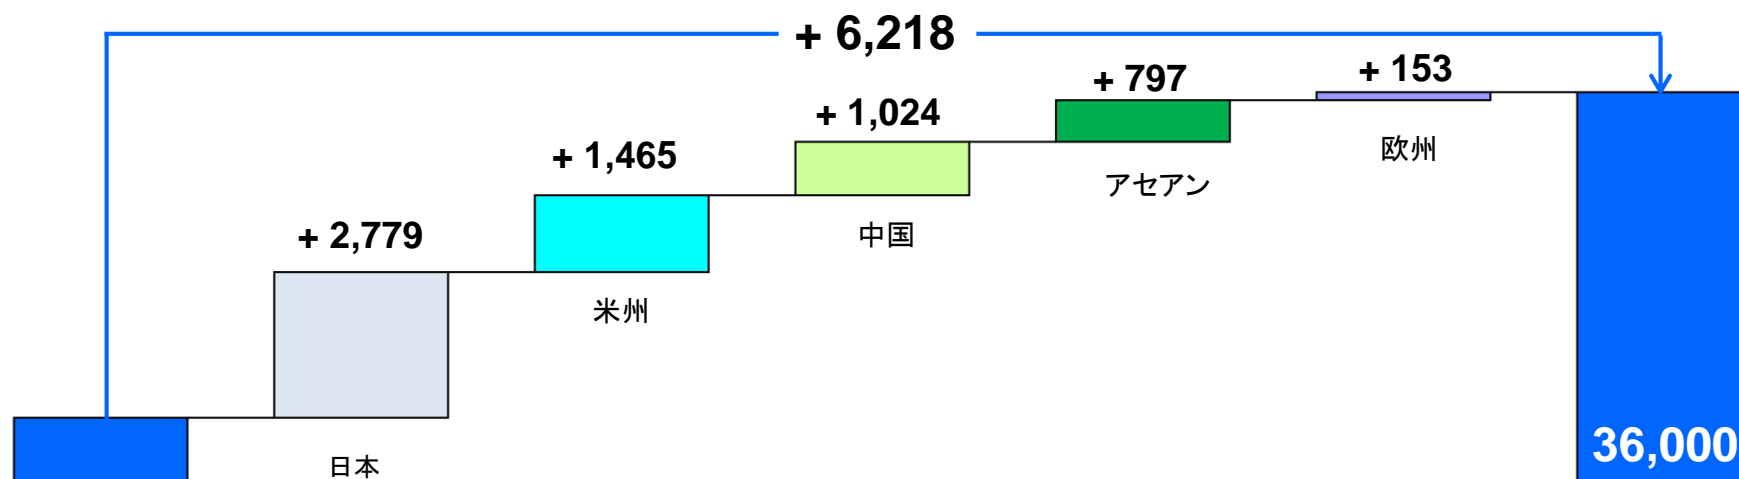 + 6,218
+ 153
+ 797
+ 1,024
欧州
+ 1,465
アセアン
+ 2,779
中国
米州
36,000
日本